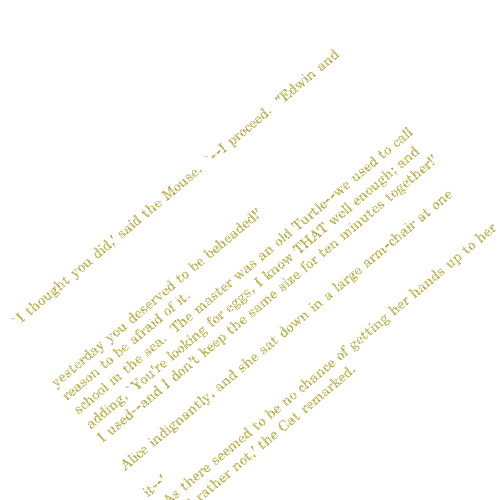 `I thought you did,' said the Mouse. `--I proceed. "Edwin and
yesterday you deserved to be beheaded!'
reason to be afraid of it.
school in the sea. The master was an old Turtle--we used to call
adding, `You're looking for eggs, I know THAT well enough; and
I used--and I don't keep the same size for ten minutes together!'
Alice indignantly, and she sat down in a large arm-chair at one
it--'
As there seemed to be no chance of getting her hands up to her
rather not,' the Cat remarked.